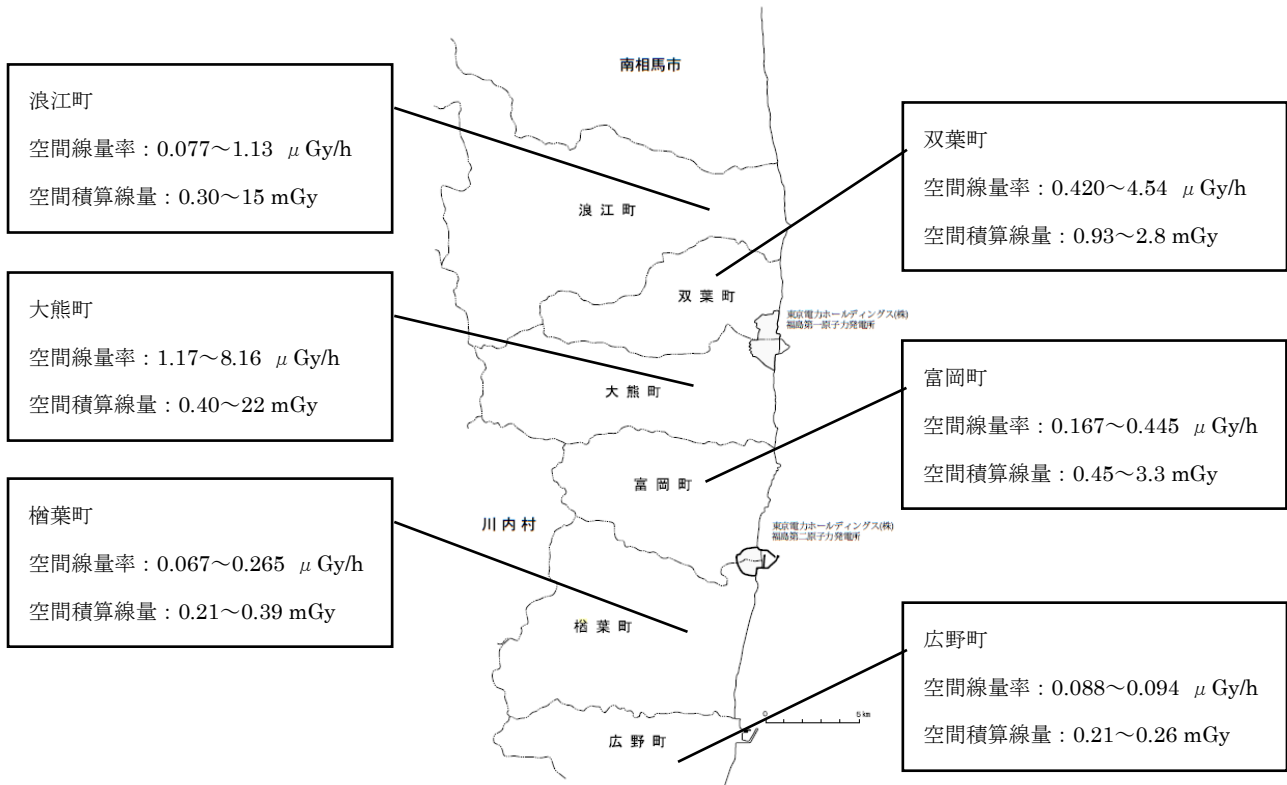 南相馬市
浪江町
空間線量率：0.077～1.13 μGy/h
空間積算線量：0.30～15 mGy
双葉町
空間線量率：0.420～4.54 μGy/h
空間積算線量：0.93～2.8 mGy
浪江町
大熊町
空間線量率：1.17～8.16 μGy/h
空間積算線量：0.40～22 mGy
双葉町
東京電力ホールディングス(株)
福島第一原子力発電所
大熊町
富岡町
空間線量率：0.167～0.445 μGy/h
空間積算線量：0.45～3.3 mGy
富岡町
楢葉町
空間線量率：0.067～0.265 μGy/h
空間積算線量：0.21～0.39 mGy
川内村
東京電力ホールディングス(株)
福島第二原子力発電所
楢葉町
広野町
空間線量率：0.088～0.094 μGy/h
空間積算線量：0.21～0.26 mGy
0 5km
広野町